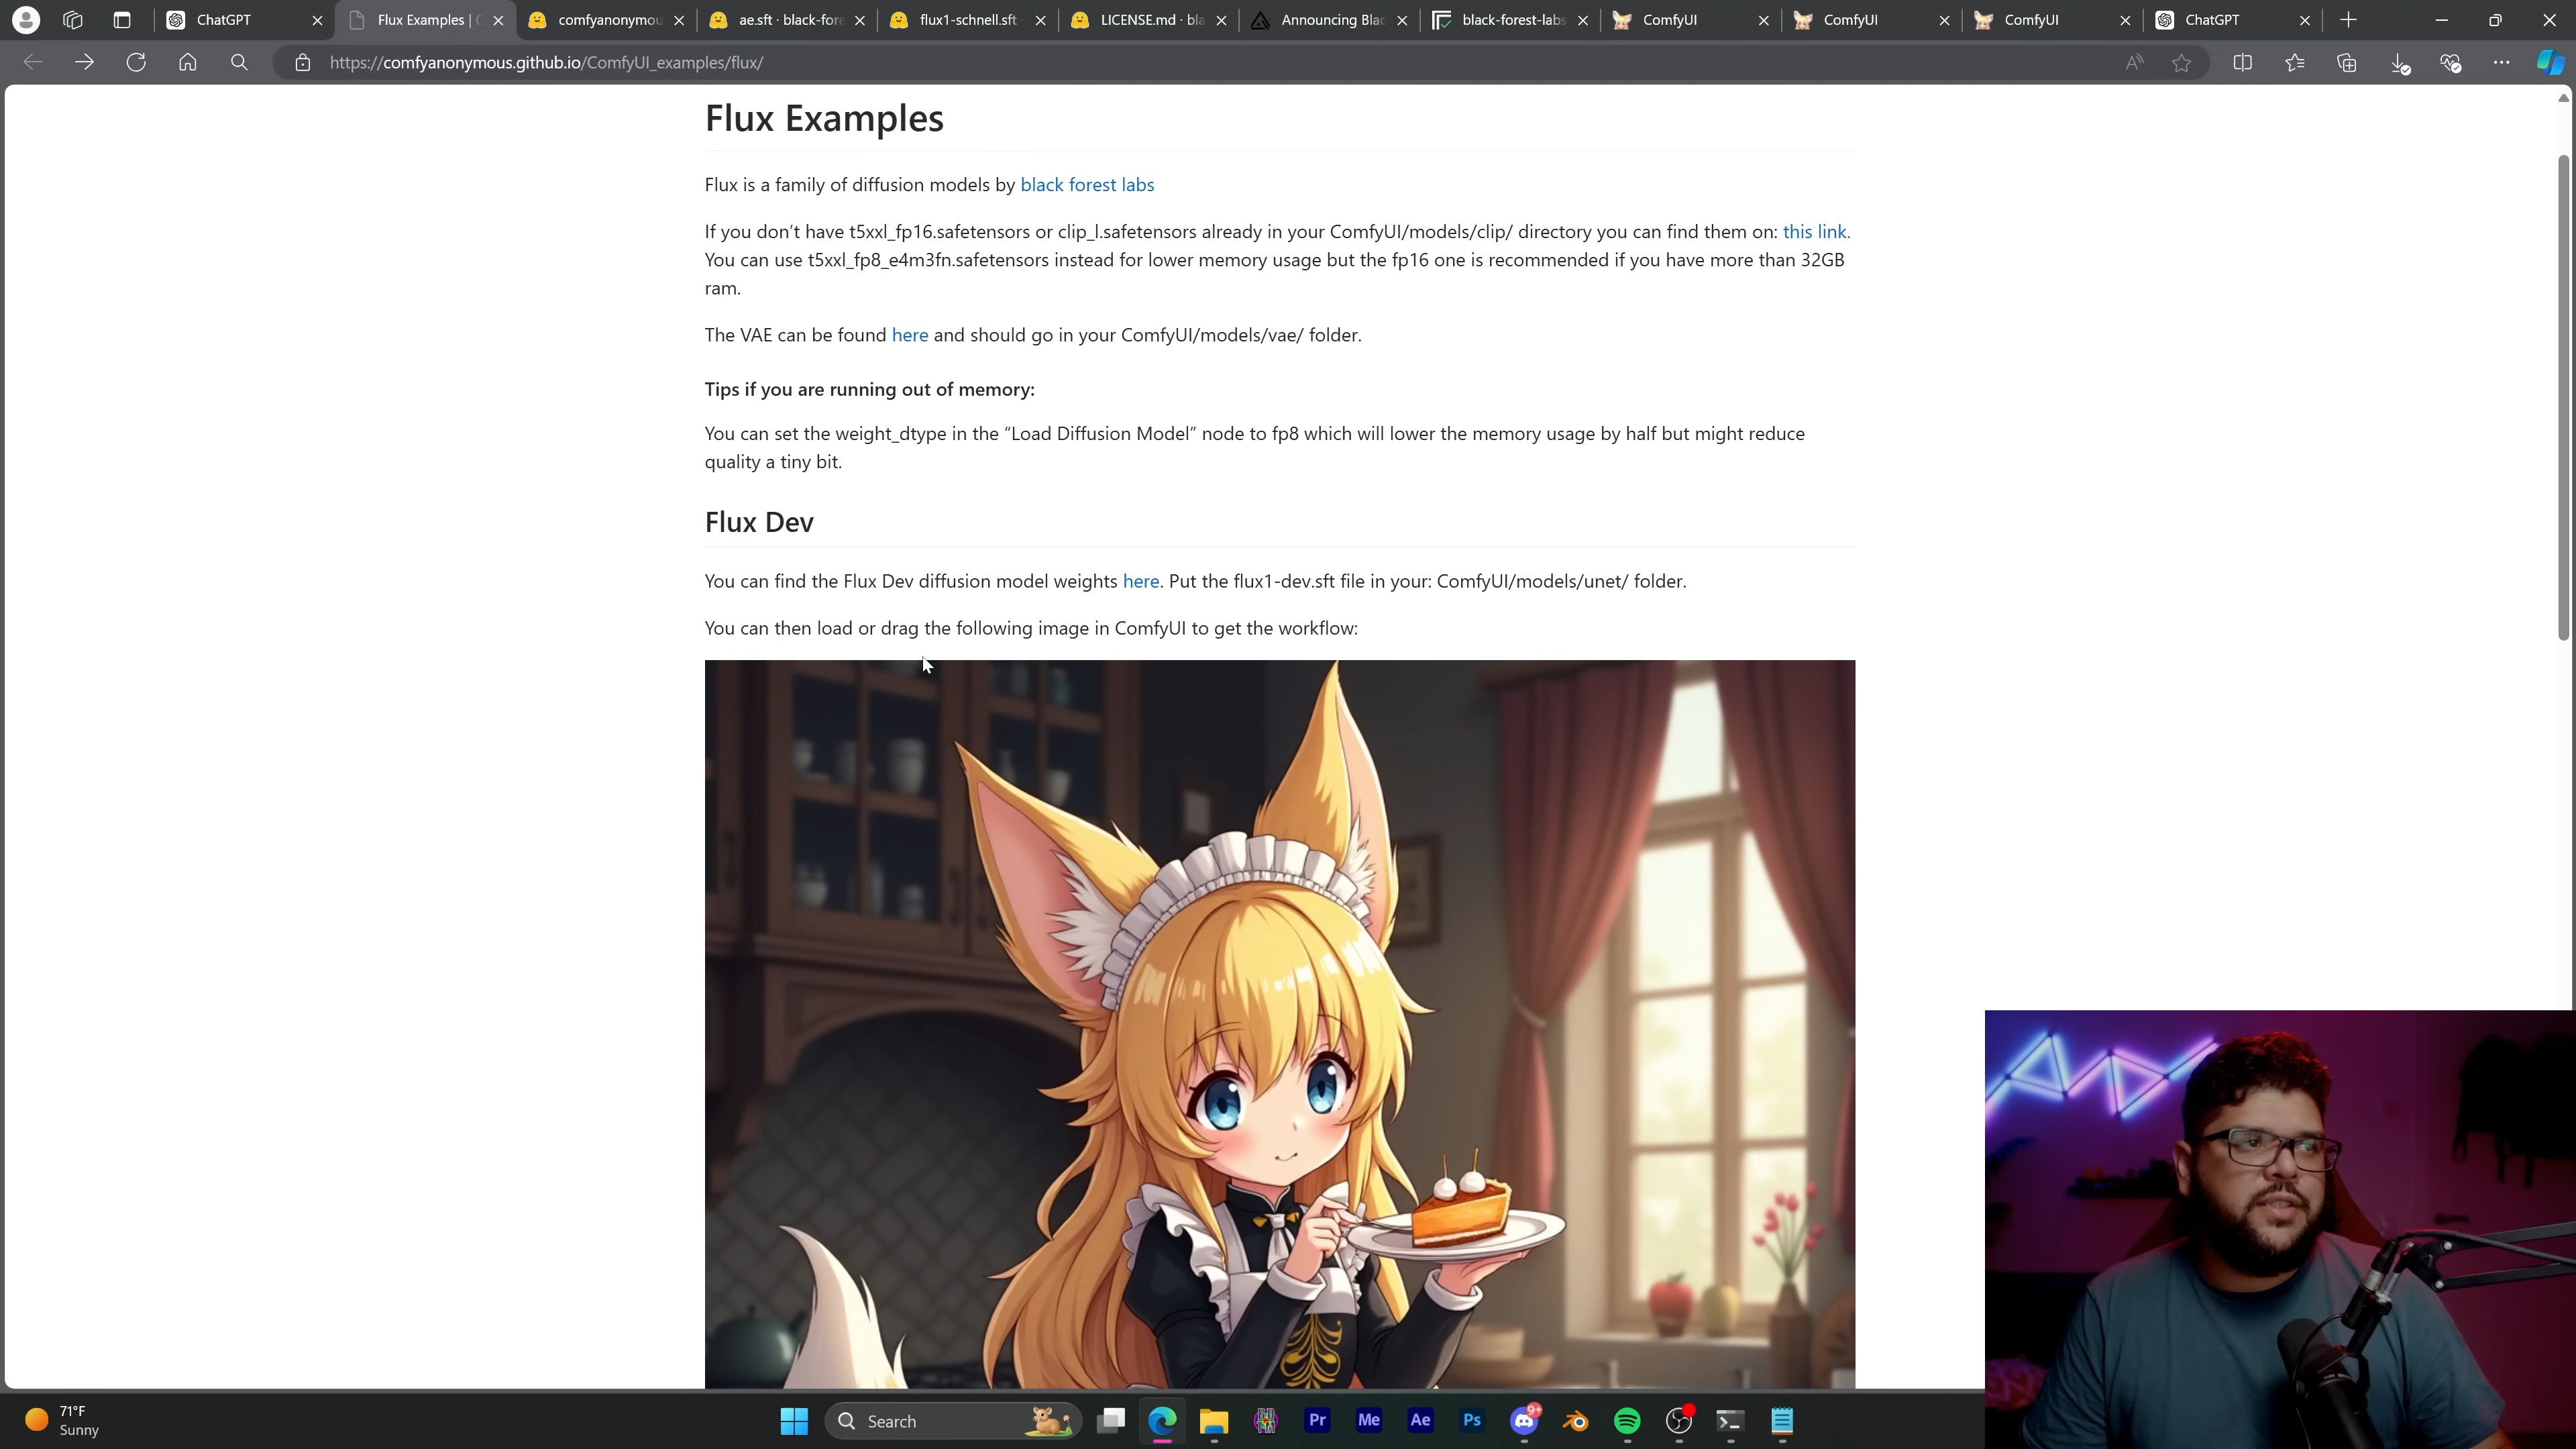 ChatGPT
Flux Examples | C
comfyanonymou
ae.sft · black-fore
flux1-schnell.sft ·
LICENSE.md · bla
Announcing Blac
black-forest-labs
ComfyUI
ComfyUI
ComfyUI
ChatGPT
https://comfyanonymous.github.io/ComfyUI_examples/flux/
Flux Examples
Flux is a family of diffusion models by black forest labs
If you don’t have t5xxl_fp16.safetensors or clip_l.safetensors already in your ComfyUI/models/clip/ directory you can find them on: this link.
You can use t5xxl_fp8_e4m3fn.safetensors instead for lower memory usage but the fp16 one is recommended if you have more than 32GB
ram.
The VAE can be found here and should go in your ComfyUI/models/vae/ folder.
Tips if you are running out of memory:
You can set the weight_dtype in the “Load Diffusion Model” node to fp8 which will lower the memory usage by half but might reduce
quality a tiny bit.
Flux Dev
You can find the Flux Dev diffusion model weights here. Put the flux1-dev.sft file in your: ComfyUI/models/unet/ folder.
You can then load or drag the following image in ComfyUI to get the workflow:
71°F
Sunny
Search
Pr
Me
Ae
Ps
9+